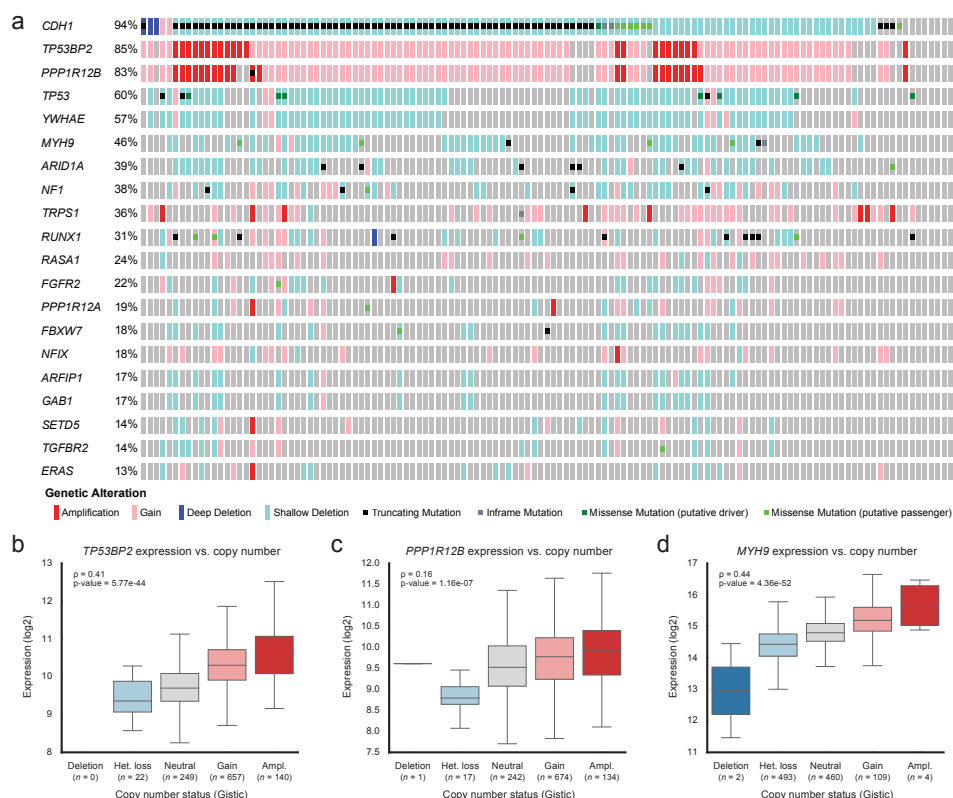 a
CDH1 94%
TP53BP2 85%
PPP1R12B 83%
TP53 60%
YWHAE 57%
MYH9 46%
ARID1A 39%
NF1 38%
TRPS1 36%
RUNX1 31%
RASA1 24%
FGFR2 22%
PPP1R12A 19%
FBXW7 18%
NFIX 18%
ARFIP1 17%
GAB1 17%
SETD5 14%
TGFBR2 14%
ERAS 13%
Genetic Alteration
Amplification Gain Deep Deletion Shallow Deletion Truncating Mutation Inframe Mutation Missense Mutation (putative driver) Missense Mutation (putative passenger)
b
TP53BP2 expression vs. copy number
ρ = 0.41
p-value = 5.77e-44
Expression (log2)
13
12
11
10
9
8
Deletion Het. loss Neutral Gain Ampl.
(n = 0) (n = 22) (n = 249) (n = 657) (n = 140)
Copy number status (Gistic)
c
PPP1R12B expression vs. copy number
ρ = 0.16
p-value = 1.16e-07
Expression (log2)
12.0
11.5
11.0
10.5
10.0
9.5
9.0
8.5
8.0
7.5
Deletion Het. loss Neutral Gain Ampl.
(n = 1) (n = 17) (n = 242) (n = 674) (n = 134)
Copy number status (Gistic)
d
MYH9 expression vs. copy number
ρ = 0.44
p-value = 4.36e-52
Expression (log2)
17
16
15
14
13
12
11
Deletion Het. loss Neutral Gain Ampl.
(n = 2) (n = 493) (n = 460) (n = 109) (n = 4)
Copy number status (Gistic)